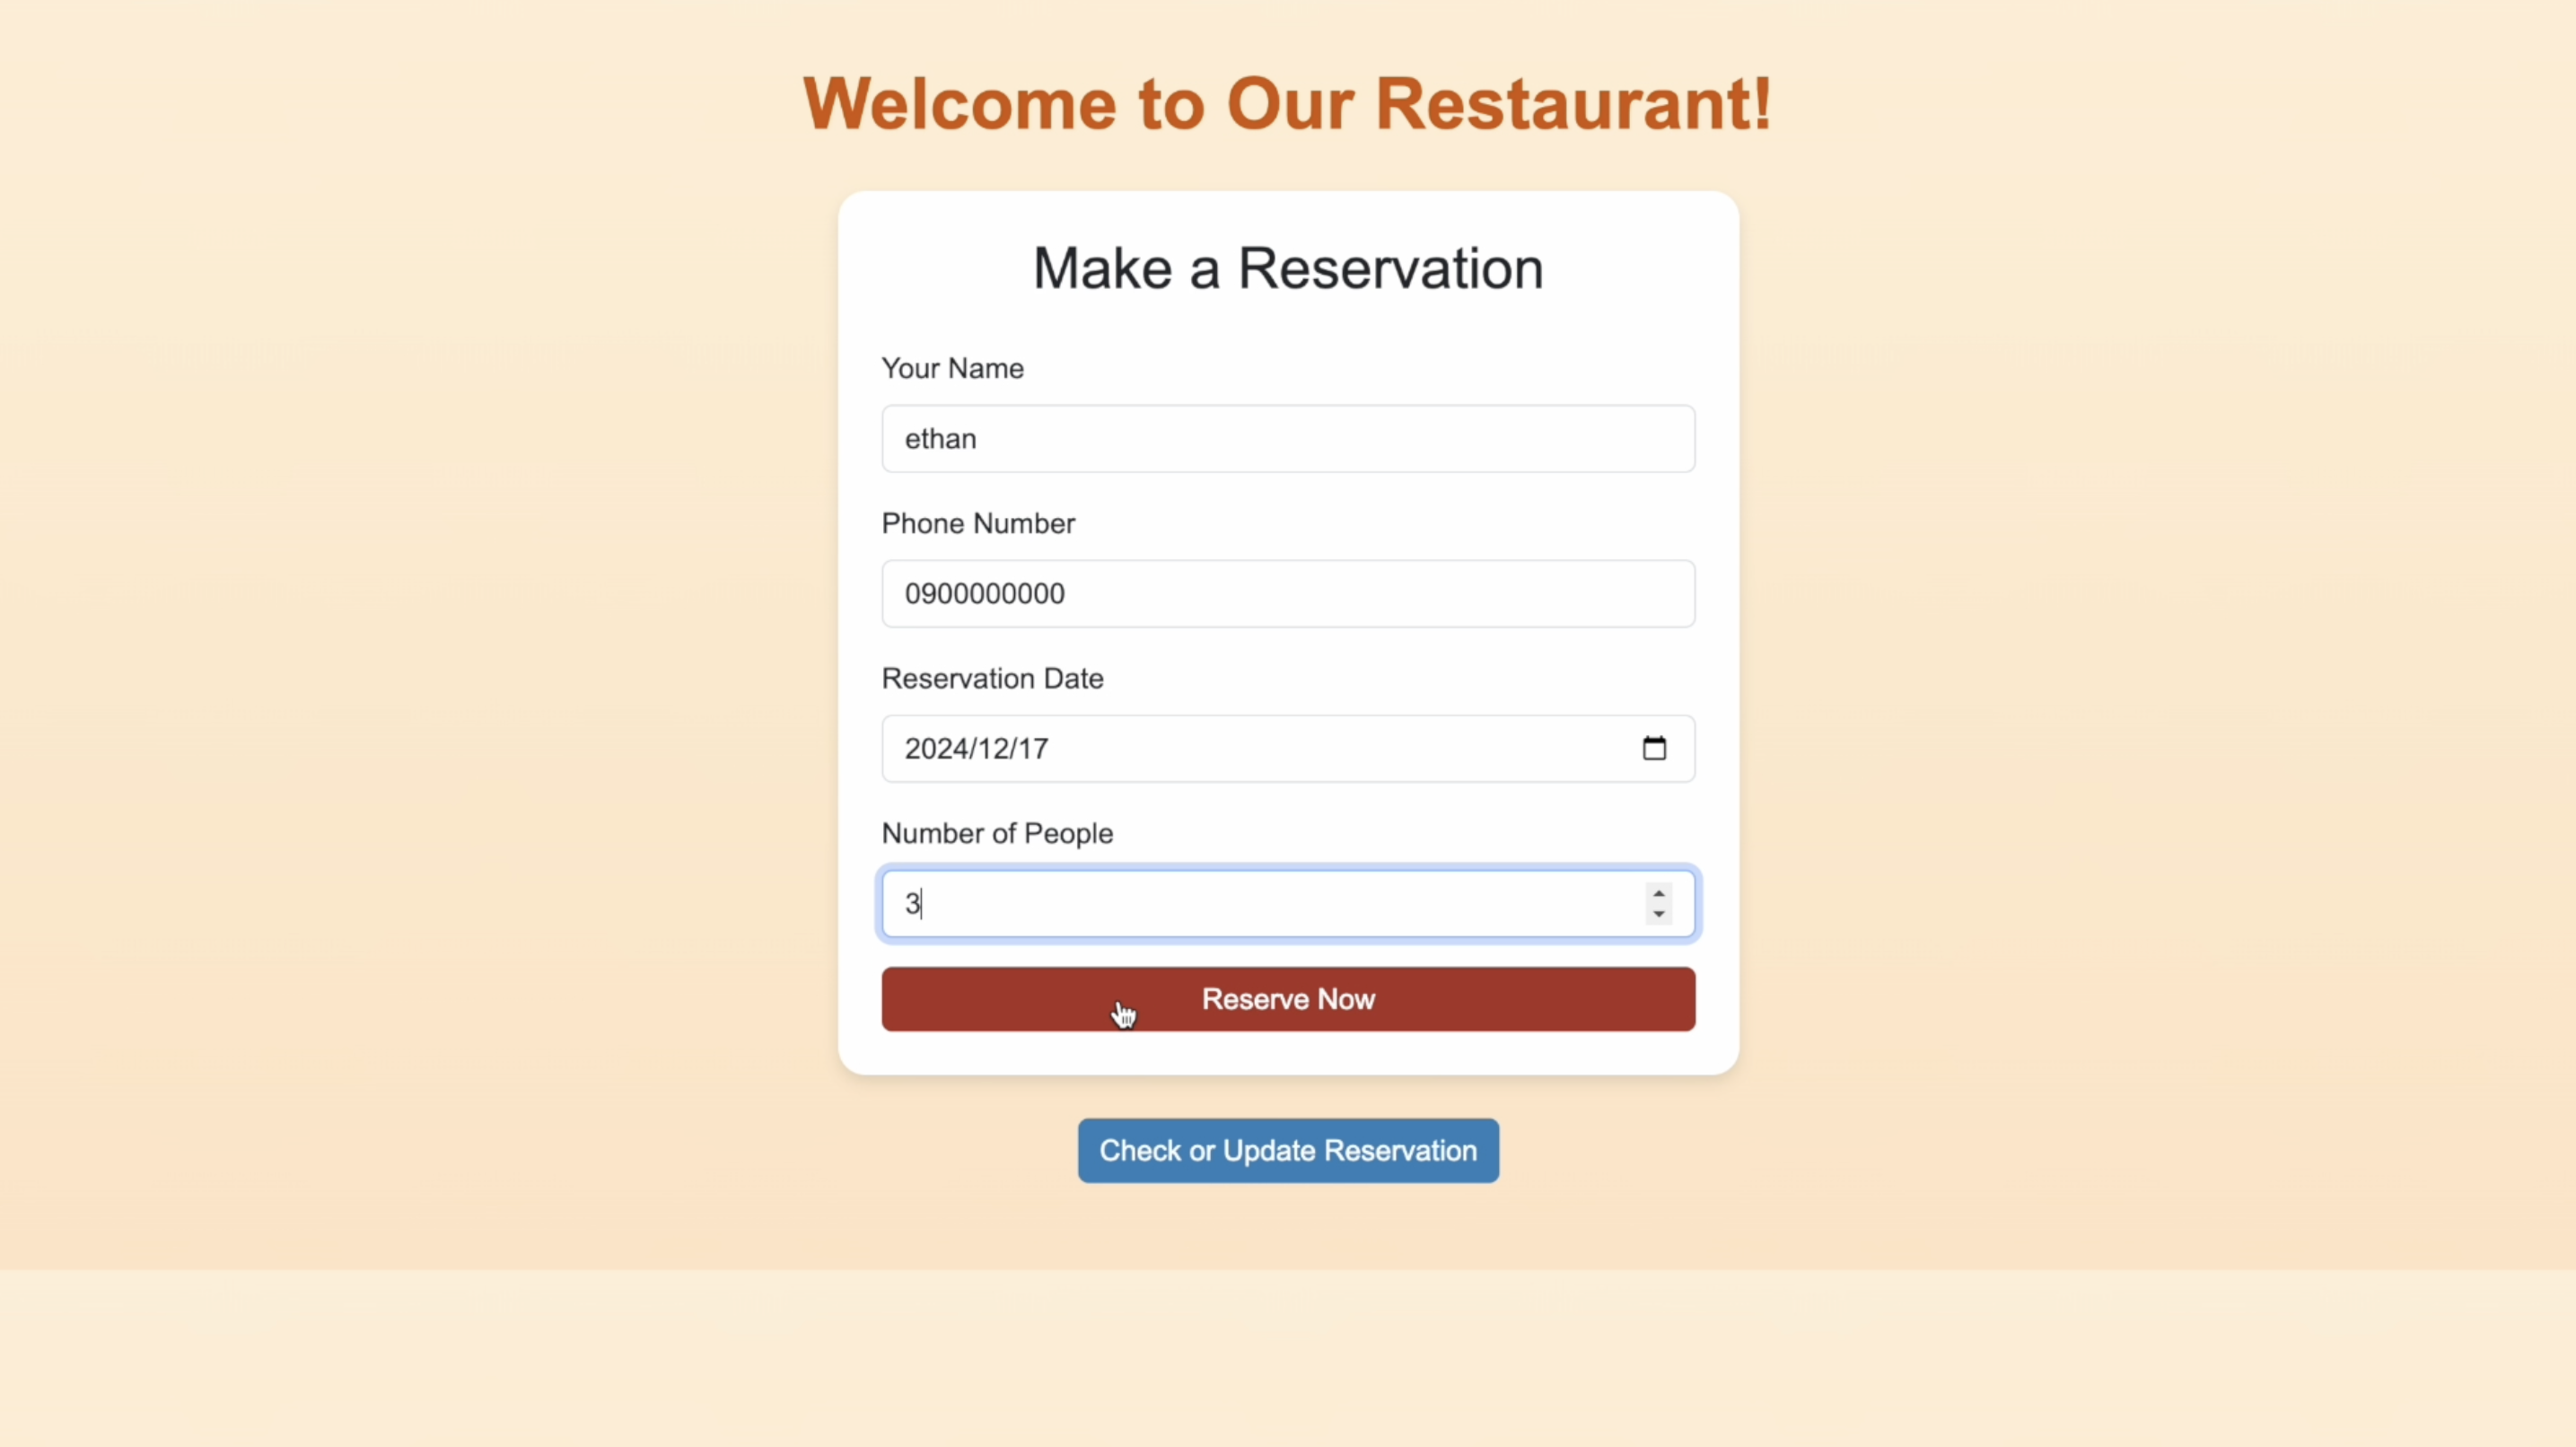 Welcome to Our Restaurant!
Make a Reservation
Your Name
ethan
Phone Number
0900000000
Reservation Date
2024/12/17
Number of People
3
Reserve Now
Check or Update Reservation